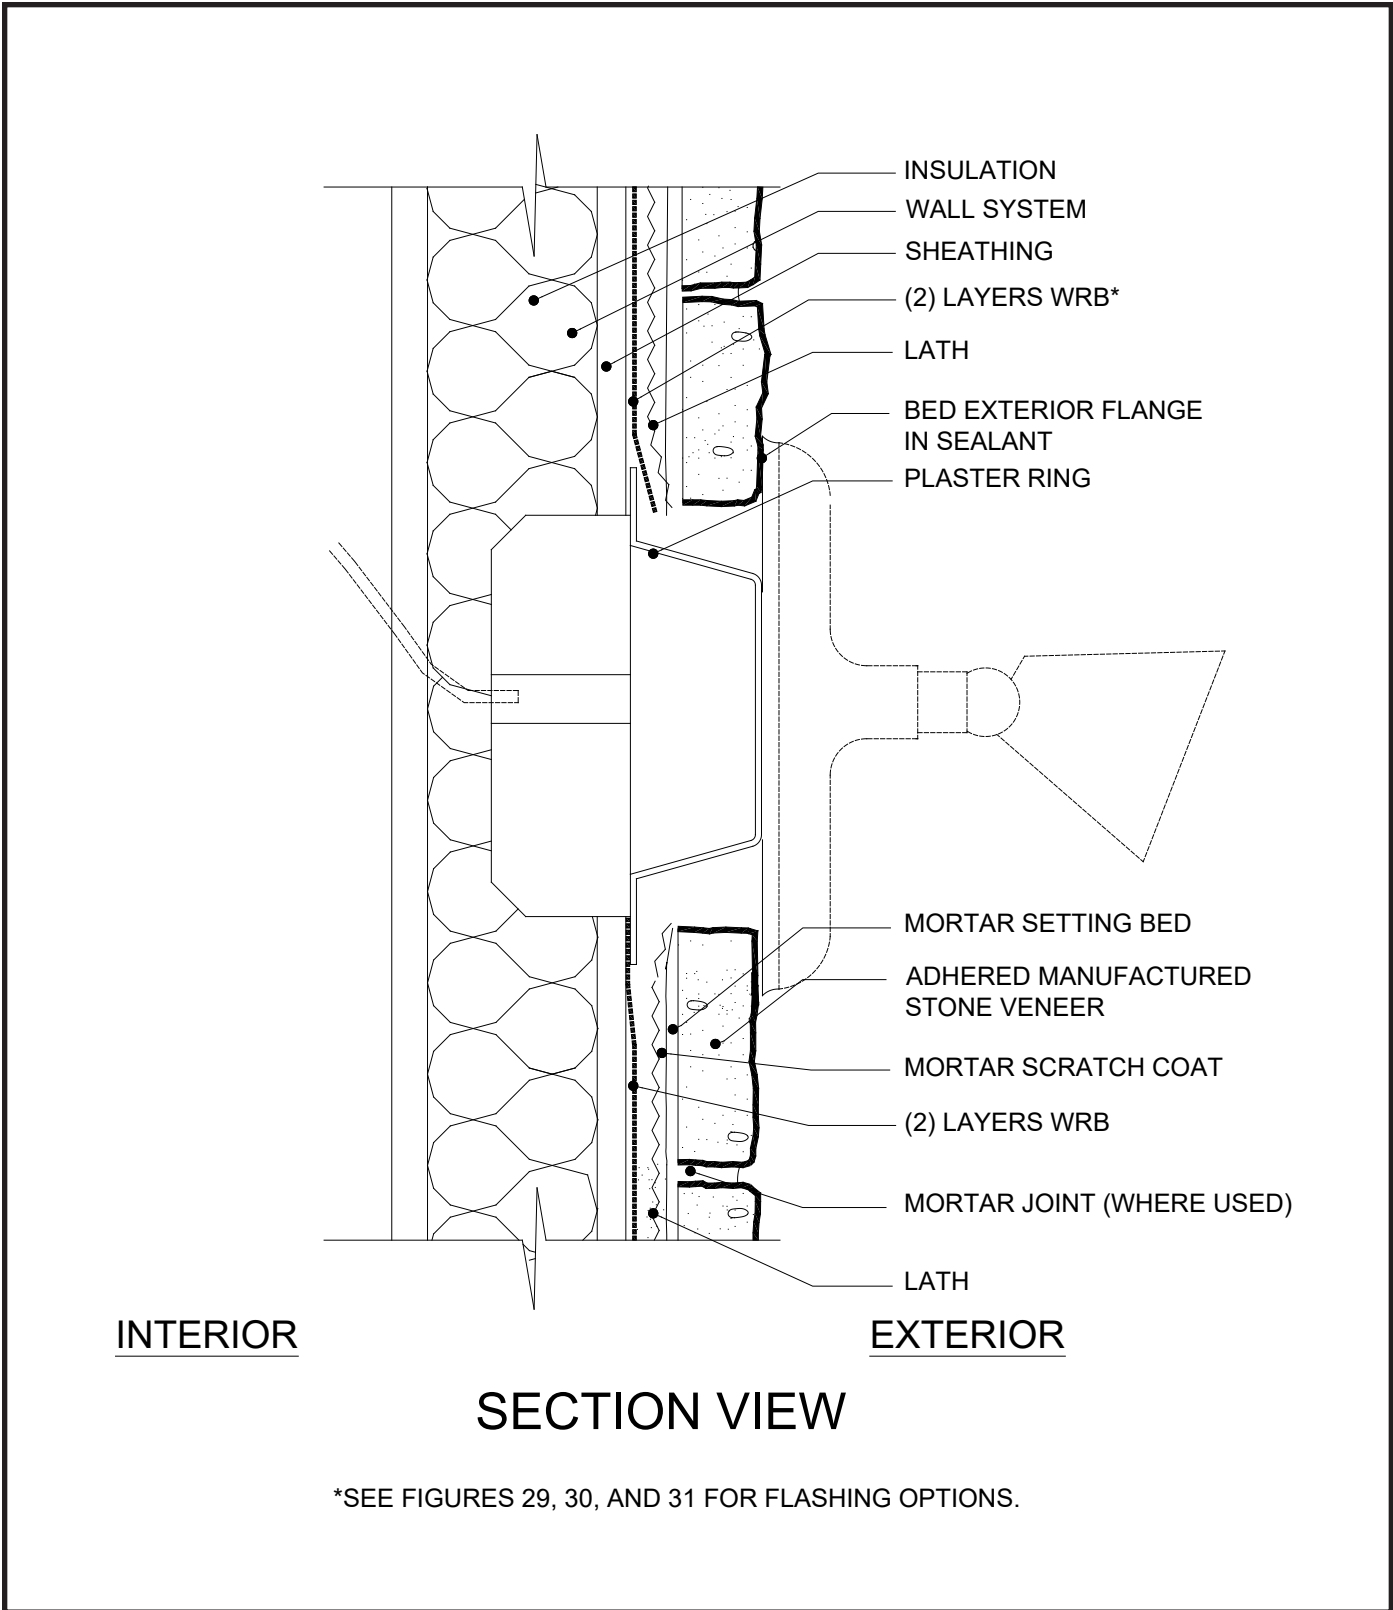 INSULATION
WALL SYSTEM
SHEATHING
(2) LAYERS WRB*
LATH
BED EXTERIOR FLANGE
IN SEALANT
PLASTER RING
MORTAR SETTING BED
ADHERED MANUFACTURED
STONE VENEER
MORTAR SCRATCH COAT
(2) LAYERS WRB
MORTAR JOINT (WHERE USED)
LATH
INTERIOR
EXTERIOR
SECTION VIEW
*SEE FIGURES 29, 30, AND 31 FOR FLASHING OPTIONS.